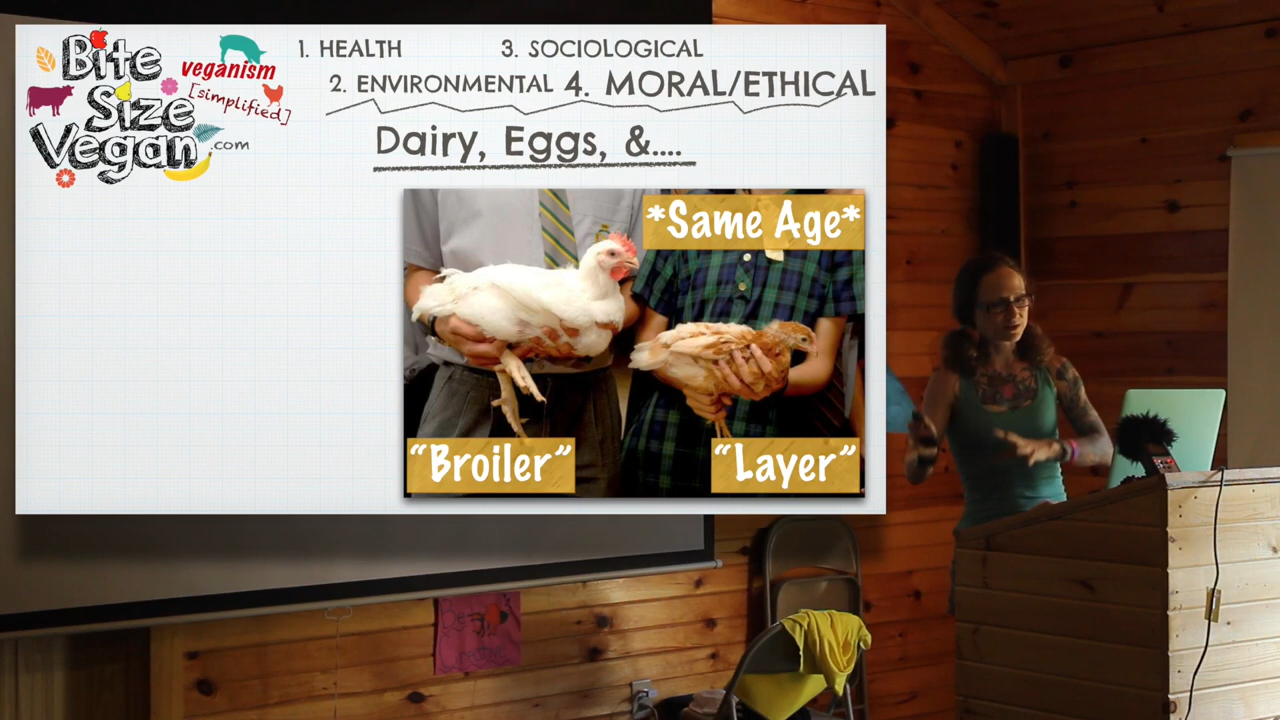 Bite
Size
Vegan
.com
veganism
[simplified]
1. HEALTH
3. SOCIOLOGICAL
2. ENVIRONMENTAL
4. MORAL/ETHICAL
Dairy, Eggs, &....
*Same Age*
"Broiler"
"Layer"